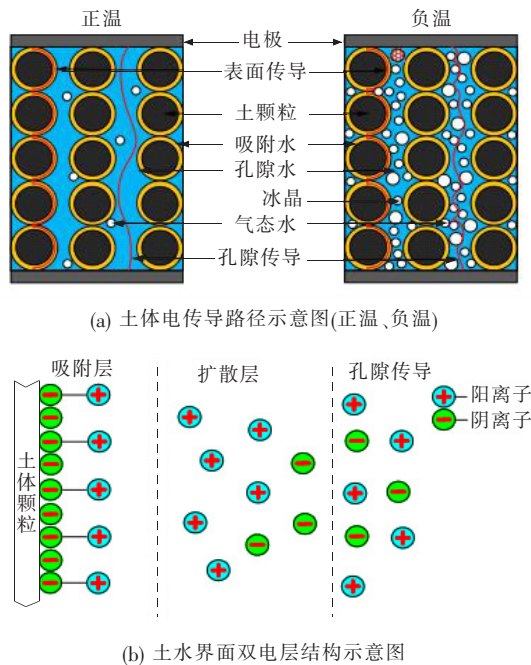 正温
负温
电极
表面传导
土颗粒
吸附水
孔隙水
冰晶
气态水
孔隙传导
(a) 土体电传导路径示意图(正温、负温)
吸附层
扩散层
孔隙传导
阳离子
阴离子
土体颗粒
(b) 土水界面双电层结构示意图